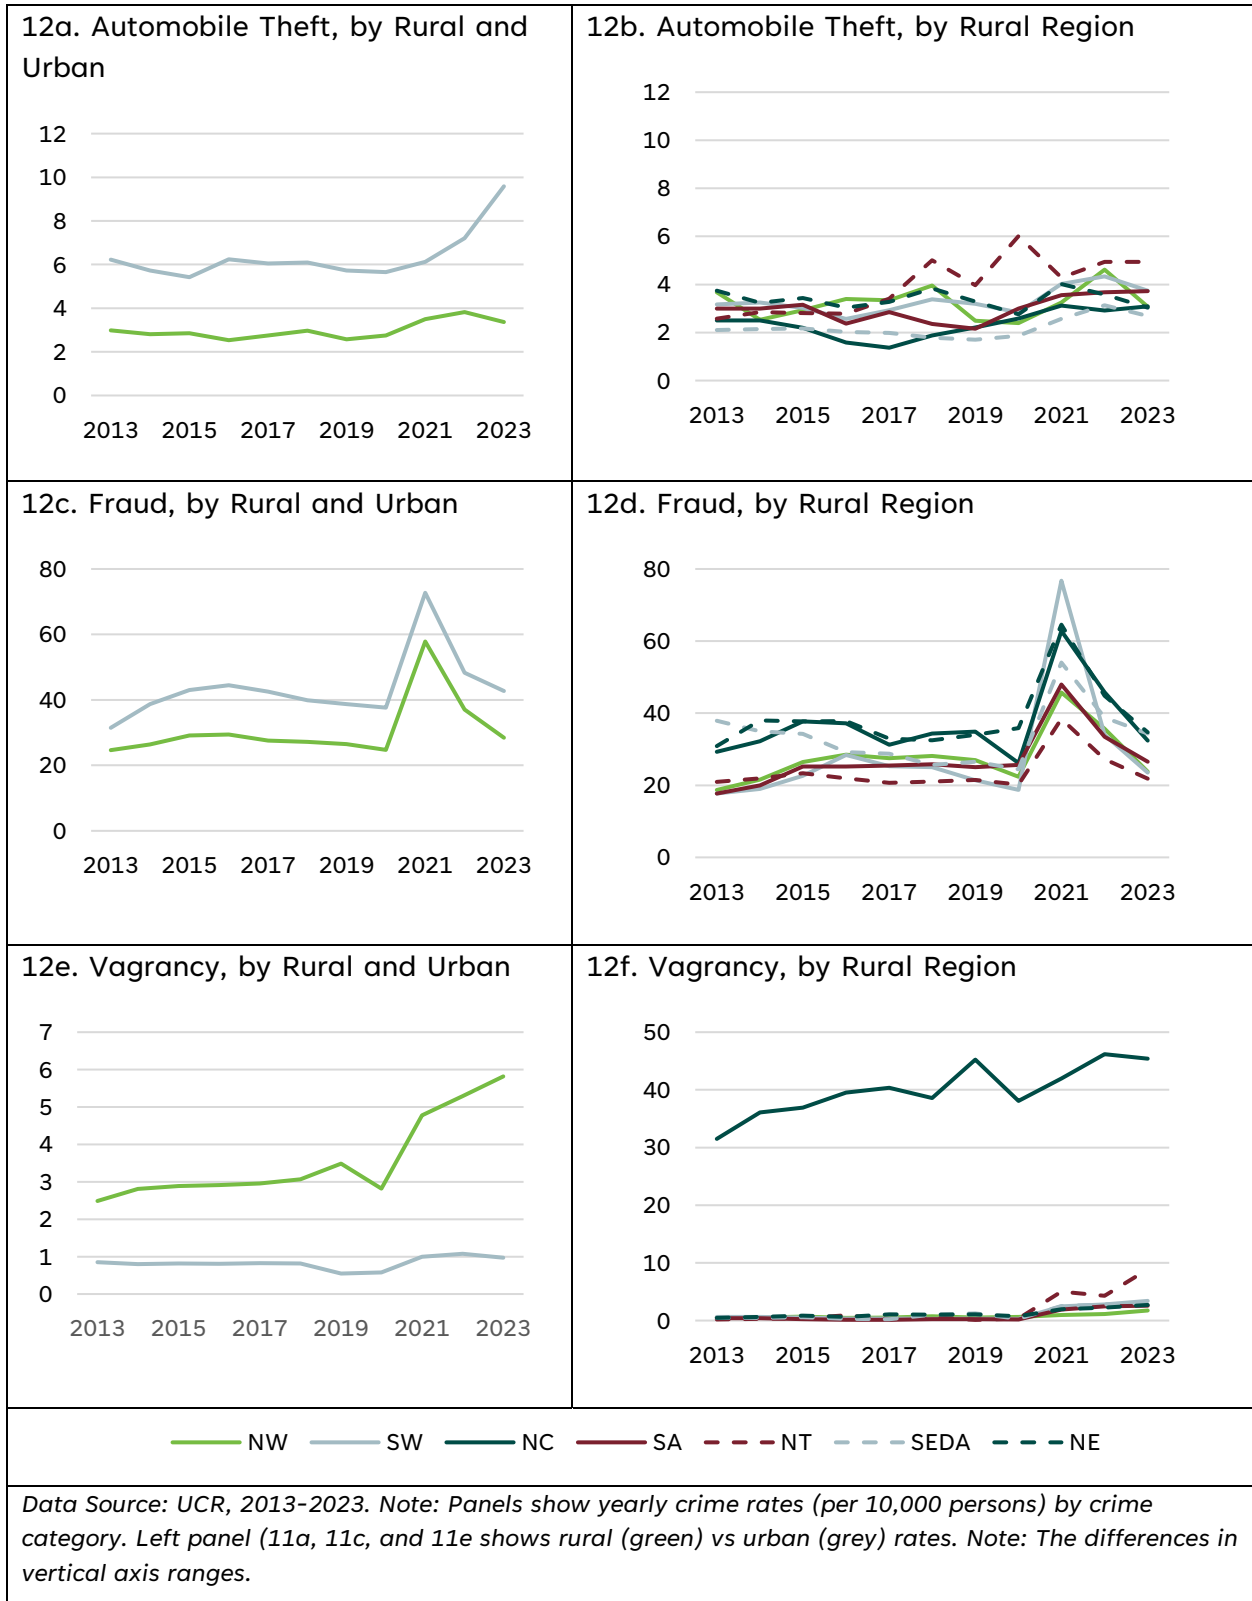 12a. Automobile Theft, by Rural and
Urban
12
10
8
6
4
2
0
2013 2015 2017 2019 2021 2023
12b. Automobile Theft, by Rural Region
12
10
8
6
4
2
0
2013 2015 2017 2019 2021 2023
12c. Fraud, by Rural and Urban
80
60
40
20
0
2013 2015 2017 2019 2021 2023
12d. Fraud, by Rural Region
80
60
40
20
0
2013 2015 2017 2019 2021 2023
12e. Vagrancy, by Rural and Urban
7
6
5
4
3
2
1
0
2013 2015 2017 2019 2021 2023
12f. Vagrancy, by Rural Region
50
40
30
20
10
0
2013 2015 2017 2019 2021 2023
NW SW NC SA NT SEDA NE
Data Source: UCR, 2013-2023. Note: Panels show yearly crime rates (per 10,000 persons) by crime
category. Left panel (11a, 11c, and 11e shows rural (green) vs urban (grey) rates. Note: The differences in
vertical axis ranges.